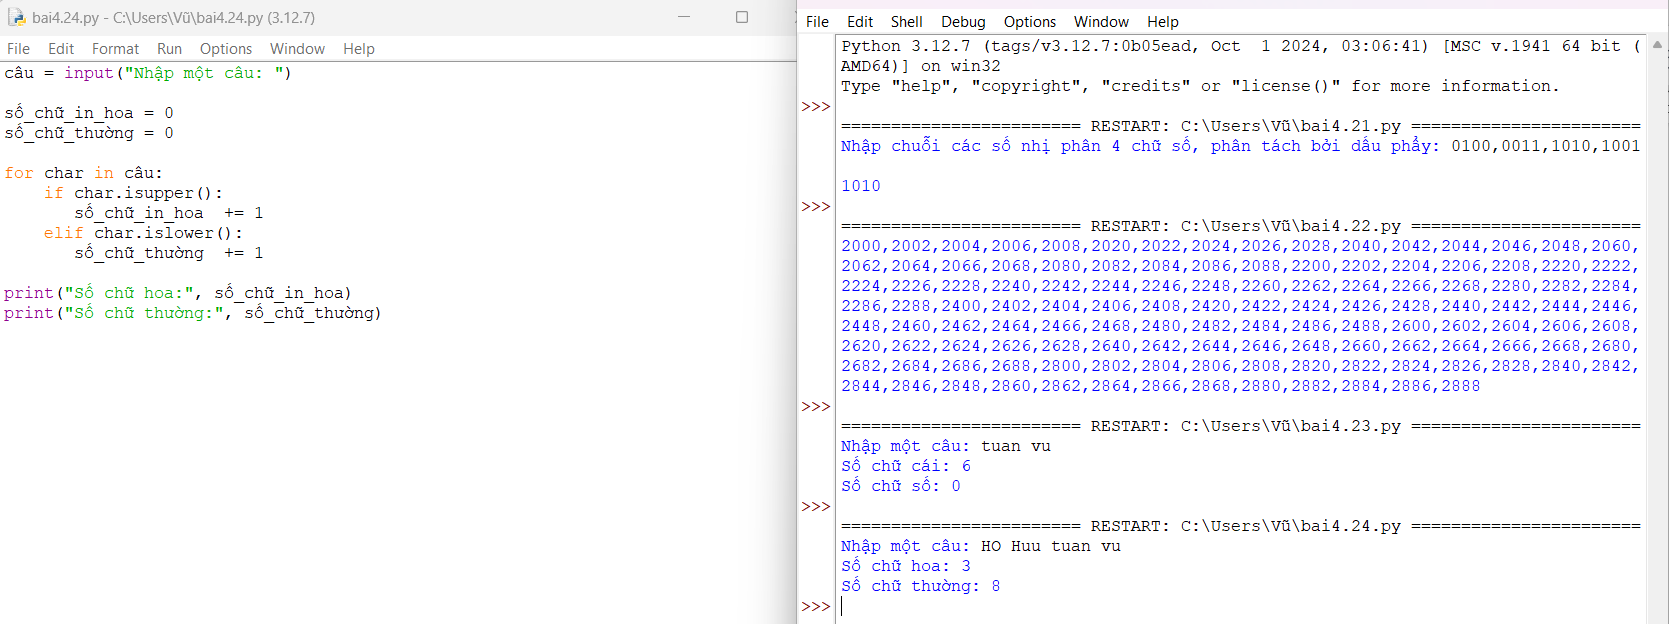 bai4.24.py - C:\Users\Vũ\bai4.24.py (3.12.7)
File Edit Format Run Options Window Help
câu = input("Nhập một câu: ")
số_chữ_in_hoa = 0
số_chữ_thường = 0
for char in câu:
    if char.isupper():
       số_chữ_in_hoa  += 1
    elif char.islower():
       số_chữ_thường  += 1
print("Số chữ hoa:", số_chữ_in_hoa)
print("Số chữ thường:", số_chữ_thường)
File Edit Shell Debug Options Window Help
Python 3.12.7 (tags/v3.12.7:0b05ead, Oct  1 2024, 03:06:41) [MSC v.1941 64 bit (
AMD64)] on win32
Type "help", "copyright", "credits" or "license()" for more information.
>>>
======================== RESTART: C:\Users\Vũ\bai4.21.py =======================
Nhập chuỗi các số nhị phân 4 chữ số, phân tách bởi dấu phẩy: 0100,0011,1010,1001
1010
>>>
======================== RESTART: C:\Users\Vũ\bai4.22.py =======================
2000,2002,2004,2006,2008,2020,2022,2024,2026,2028,2040,2042,2044,2046,2048,2060,
2062,2064,2066,2068,2080,2082,2084,2086,2088,2200,2202,2204,2206,2208,2220,2222,
2224,2226,2228,2240,2242,2244,2246,2248,2260,2262,2264,2266,2268,2280,2282,2284,
2286,2288,2400,2402,2404,2406,2408,2420,2422,2424,2426,2428,2440,2442,2444,2446,
2448,2460,2462,2464,2466,2468,2480,2482,2484,2486,2488,2600,2602,2604,2606,2608,
2620,2622,2624,2626,2628,2640,2642,2644,2646,2648,2660,2662,2664,2666,2668,2680,
2682,2684,2686,2688,2800,2802,2804,2806,2808,2820,2822,2824,2826,2828,2840,2842,
2844,2846,2848,2860,2862,2864,2866,2868,2880,2882,2884,2886,2888
>>>
======================== RESTART: C:\Users\Vũ\bai4.23.py =======================
Nhập một câu: tuan vu
Số chữ cái: 6
Số chữ số: 0
>>>
======================== RESTART: C:\Users\Vũ\bai4.24.py =======================
Nhập một câu: HO Huu tuan vu
Số chữ hoa: 3
Số chữ thường: 8
>>>